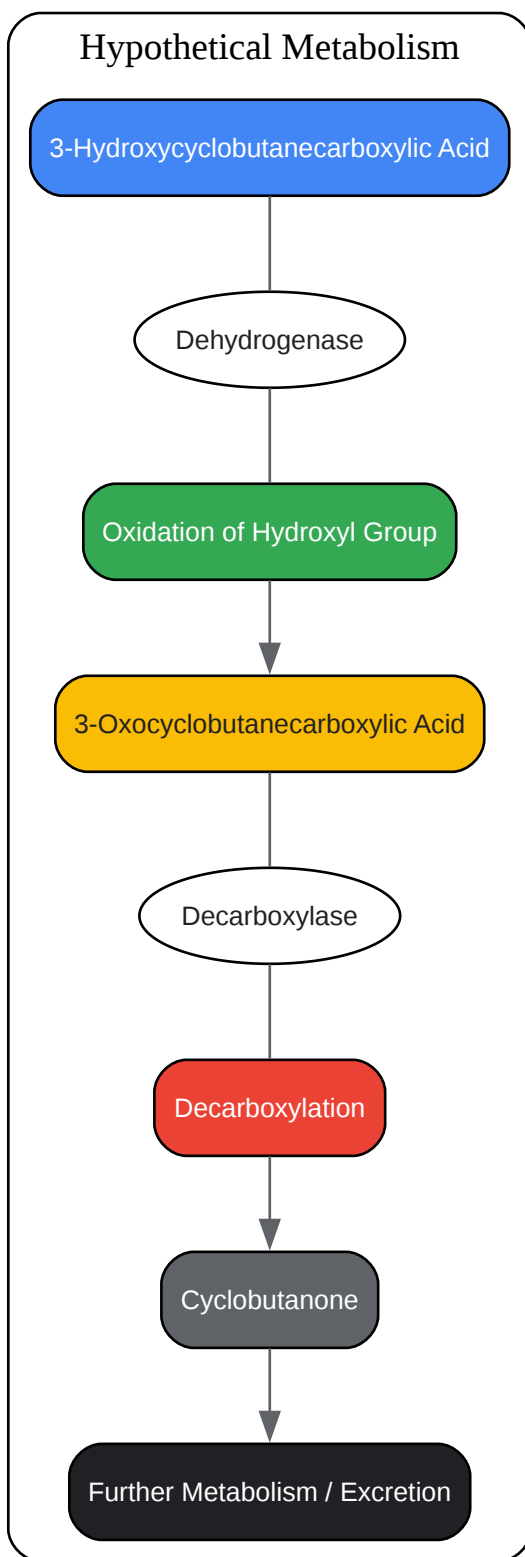 Hypothetical Metabolism
3-Hydroxycyclobutanecarboxylic Acid
Dehydrogenase
Oxidation of Hydroxyl Group
3-Oxocyclobutanecarboxylic Acid
Decarboxylase
Decarboxylation
Cyclobutanone
Further Metabolism / Excretion